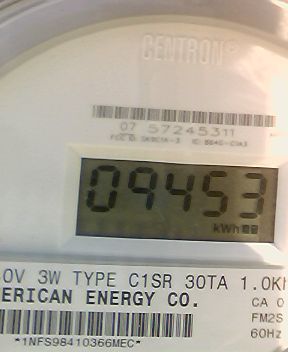 CENTRON®
07 57245311
09453
kWh
0V 3W TYPE C1SR 30TA 1.0Kh
ERICAN ENERGY CO.
CA 0
FM2S
60Hz
*1NFS98410366MEC*